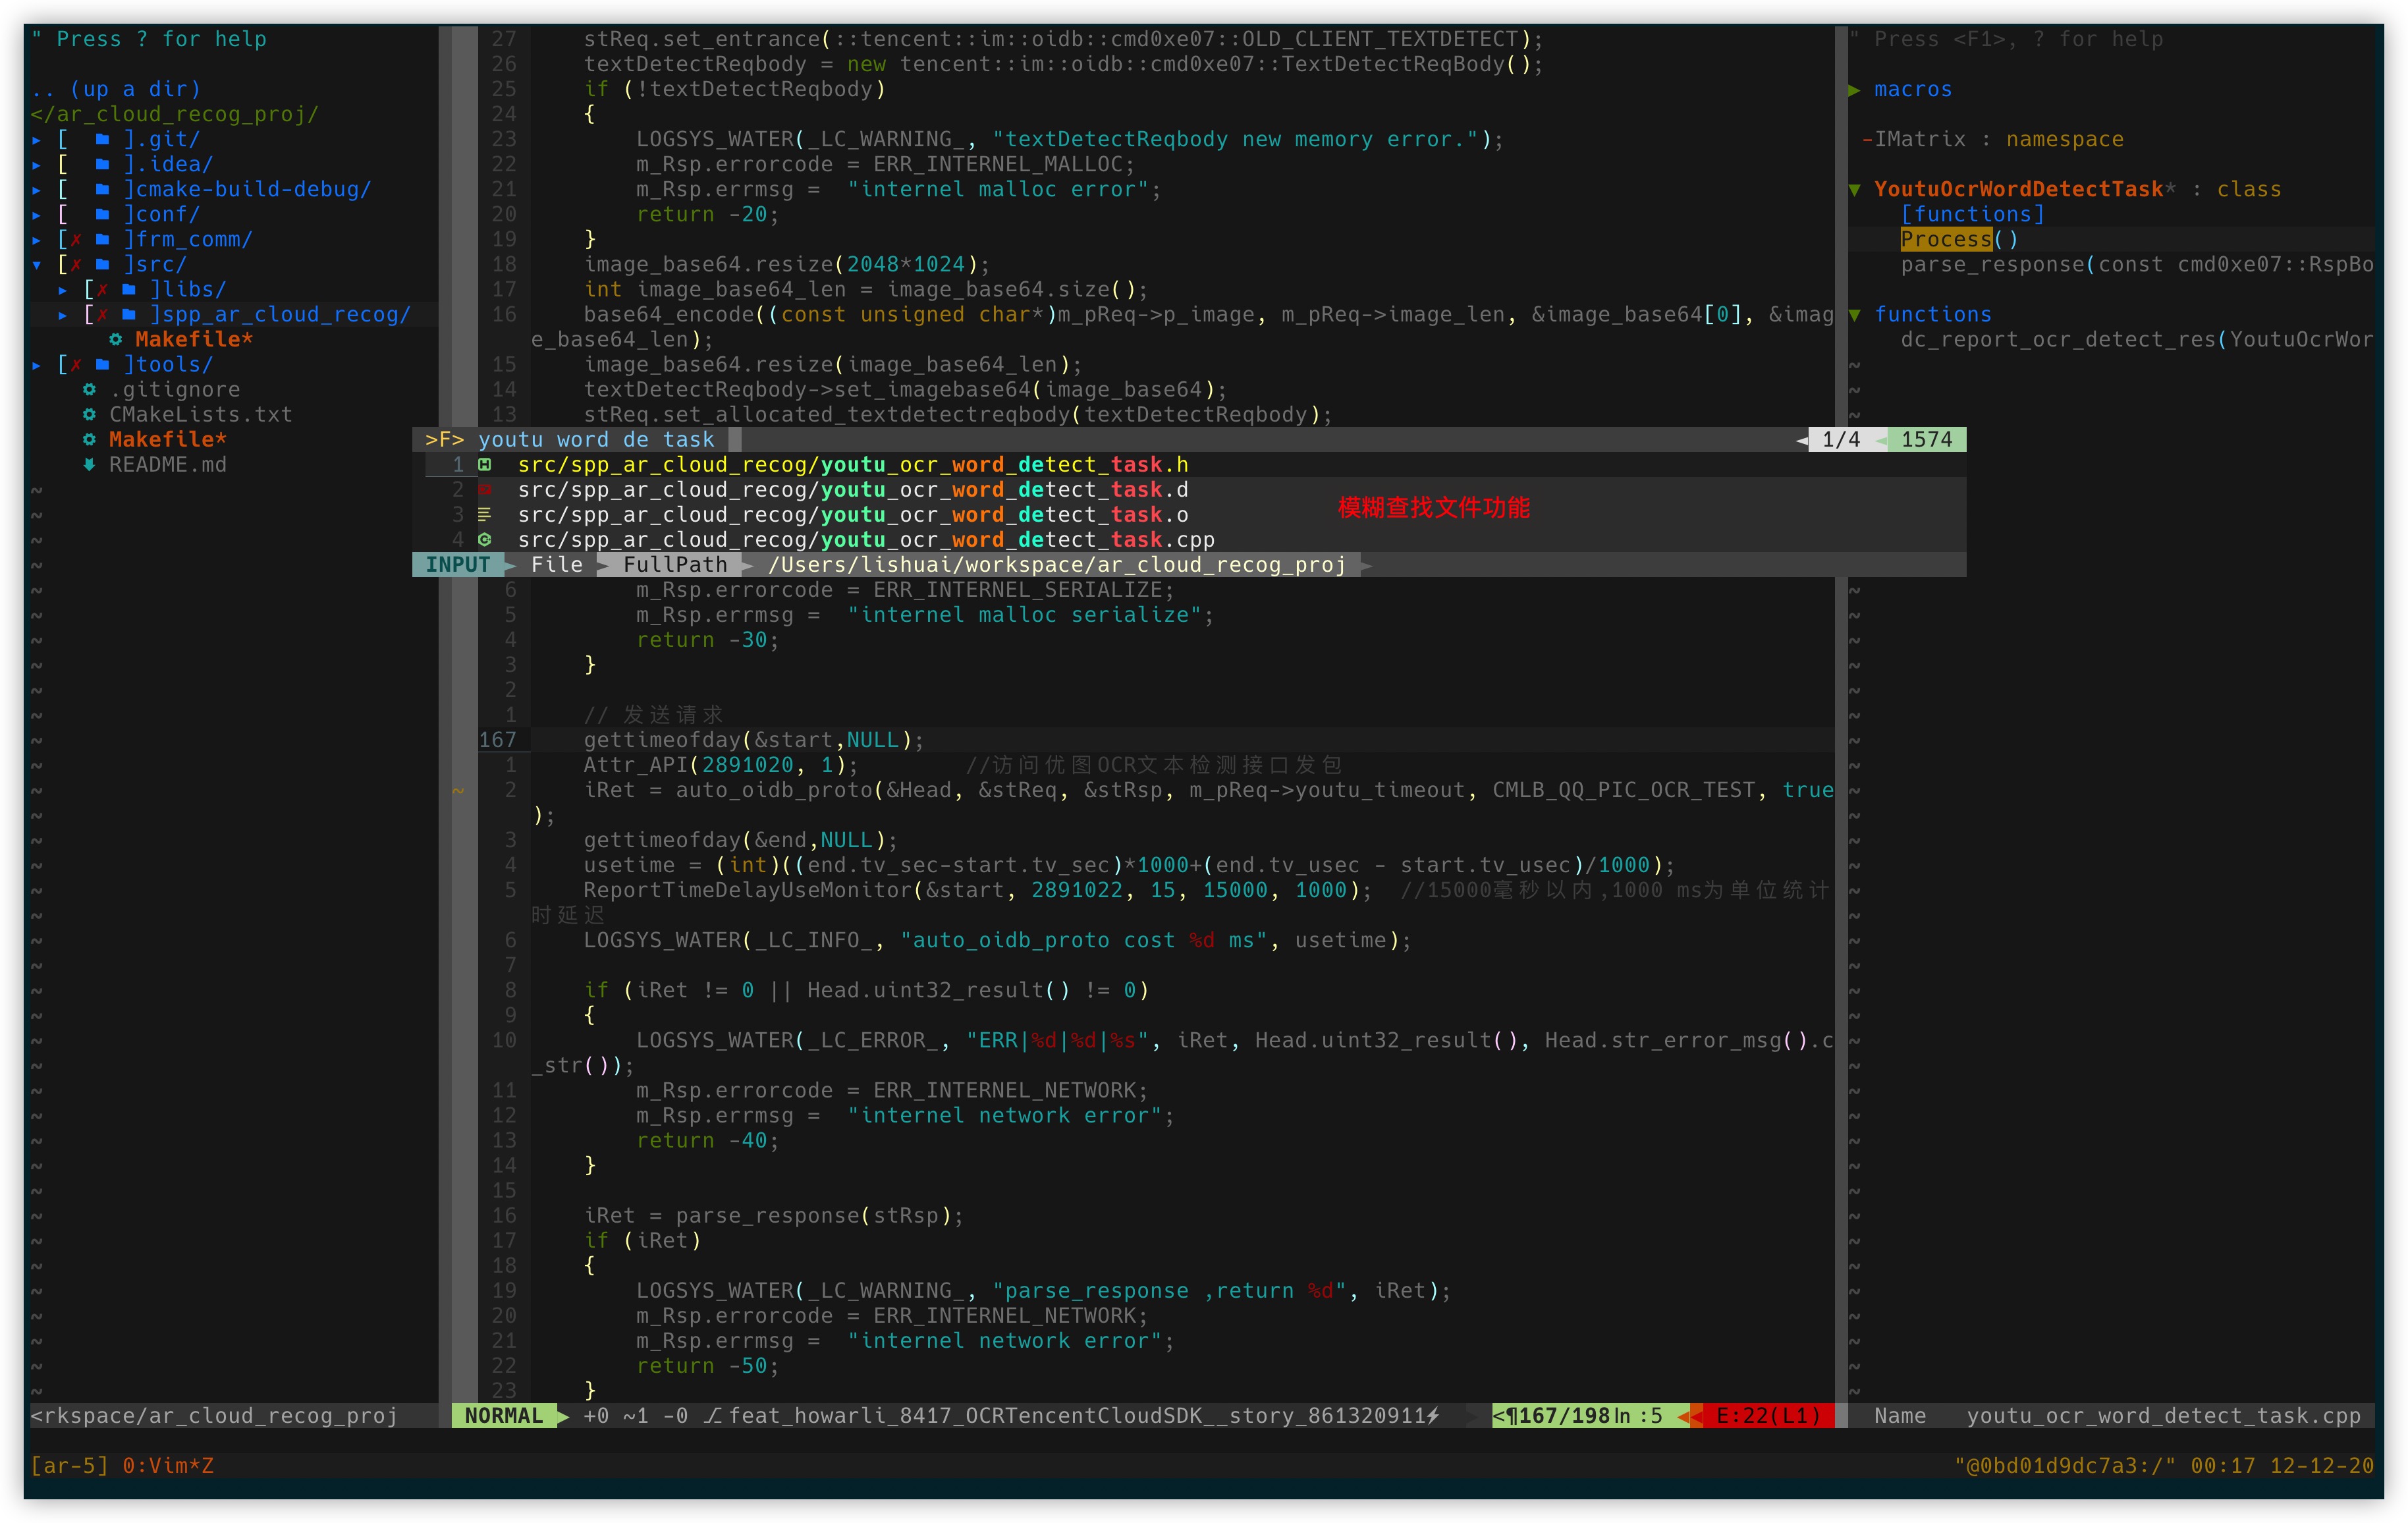 " Press ? for help
.. (up a dir)
</ar_cloud_recog_proj/
▸ [ ].git/
▸ [ ].idea/
▸ [ ]cmake-build-debug/
▸ [ ]conf/
▸ [✗ ]frm_comm/
▾ [✗ ]src/
▸ [✗ ]libs/
▸ [✗ ]spp_ar_cloud_recog/
Makefile*
▸ [✗ ]tools/
.gitignore
CMakeLists.txt
Makefile*
README.md
<rkspace/ar_cloud_recog_proj
27 stReq.set_entrance(::tencent::im::oidb::cmd0xe07::OLD_CLIENT_TEXTDETECT);
26 textDetectReqbody = new tencent::im::oidb::cmd0xe07::TextDetectReqBody();
25 if (!textDetectReqbody)
24 {
23 LOGSYS_WATER(_LC_WARNING_, "textDetectReqbody new memory error.");
22 m_Rsp.errorcode = ERR_INTERNAL_MALLOC;
21 m_Rsp.errmsg =  "internel malloc error";
20 return -20;
19 }
18 image_base64.resize(2048*1024);
17 int image_base64_len = image_base64.size();
16 base64_encode((const unsigned char*)m_pReq->p_image, m_pReq->image_len, &image_base64[0], &imag
e_base64_len);
15 image_base64.resize(image_base64_len);
14 textDetectReqbody->set_imagebase64(image_base64);
13 stReq.set_allocated_textdetectreqbody(textDetectReqbody);
>F> youtu word de task 1/4 1574
1 src/spp_ar_cloud_recog/youtu_ocr_word_detect_task.h
2 src/spp_ar_cloud_recog/youtu_ocr_word_detect_task.d
3 src/spp_ar_cloud_recog/youtu_ocr_word_detect_task.o
4 src/spp_ar_cloud_recog/youtu_ocr_word_detect_task.cpp
模糊查找文件功能
INPUT File FullPath /Users/lishuai/workspace/ar_cloud_recog_proj
6 m_Rsp.errorcode = ERR_INTERNEL_SERIALIZE;
5 m_Rsp.errmsg =  "internel malloc serialize";
4 return -30;
3 }
2
1 // 发送请求
167 gettimeofday(&start,NULL);
1 Attr_API(2891020, 1); //访问优图OCR文本检测接口发包
~ 2 iRet = auto_oidb_proto(&Head, &stReq, &stRsp, m_pReq->youtu_timeout, CMLB_QQ_PIC_OCR_TEST, true
);
3 gettimeofday(&end,NULL);
4 usetime = (int)((end.tv_sec-start.tv_sec)*1000+(end.tv_usec - start.tv_usec)/1000);
5 ReportTimeDelayUseMonitor(&start, 2891022, 15, 15000, 1000); //15000毫秒以内,1000 ms为单位统计
时延迟
6 LOGSYS_WATER(_LC_INFO_, "auto_oidb_proto cost %d ms", usetime);
7
8 if (iRet != 0 || Head.uint32_result() != 0)
9 {
10 LOGSYS_WATER(_LC_ERROR_, "ERR|%d|%d|%s", iRet, Head.uint32_result(), Head.str_error_msg().c
_str());
11 m_Rsp.errorcode = ERR_INTERNEL_NETWORK;
12 m_Rsp.errmsg =  "internel network error";
13 return -40;
14 }
15
16 iRet = parse_response(stRsp);
17 if (iRet)
18 {
19 LOGSYS_WATER(_LC_WARNING_, "parse_response ,return %d", iRet);
20 m_Rsp.errorcode = ERR_INTERNEL_NETWORK;
21 m_Rsp.errmsg =  "internel network error";
22 return -50;
23 }
NORMAL +0 ~1 -0 feat_howarli_8417_OCRTencentCloudSDK__story_861320911⚡ <¶167/198㏑:5 E:22(L1)
" Press <F1>, ? for help
▶ macros
-IMatrix : namespace
▼ YoutuOcrWordDetectTask* : class
[functions]
Process()
parse_response(const cmd0xe07::RspBo
▼ functions
dc_report_ocr_detect_res(YoutuOcrWor
Name youtu_ocr_word_detect_task.cpp
[ar-5] 0:Vim*Z "@0bd01d9dc7a3:/" 00:17 12-12-20